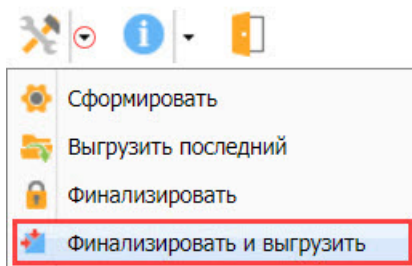 Сформировать
Выгрузить последний
Финализировать
Финализировать и выгрузить